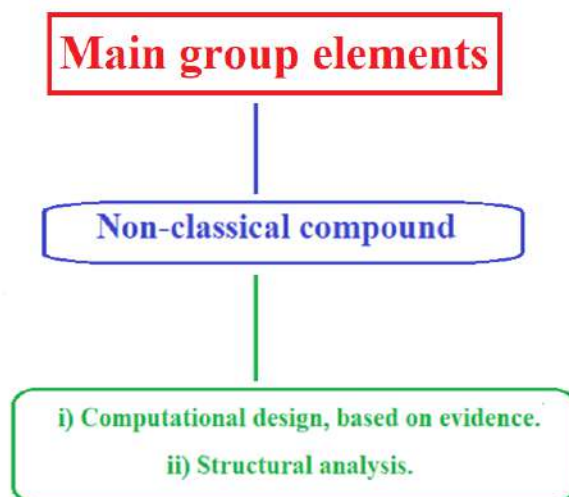 Main group elements
Non-classical compound
i) Computational design, based on evidence.
ii) Structural analysis.